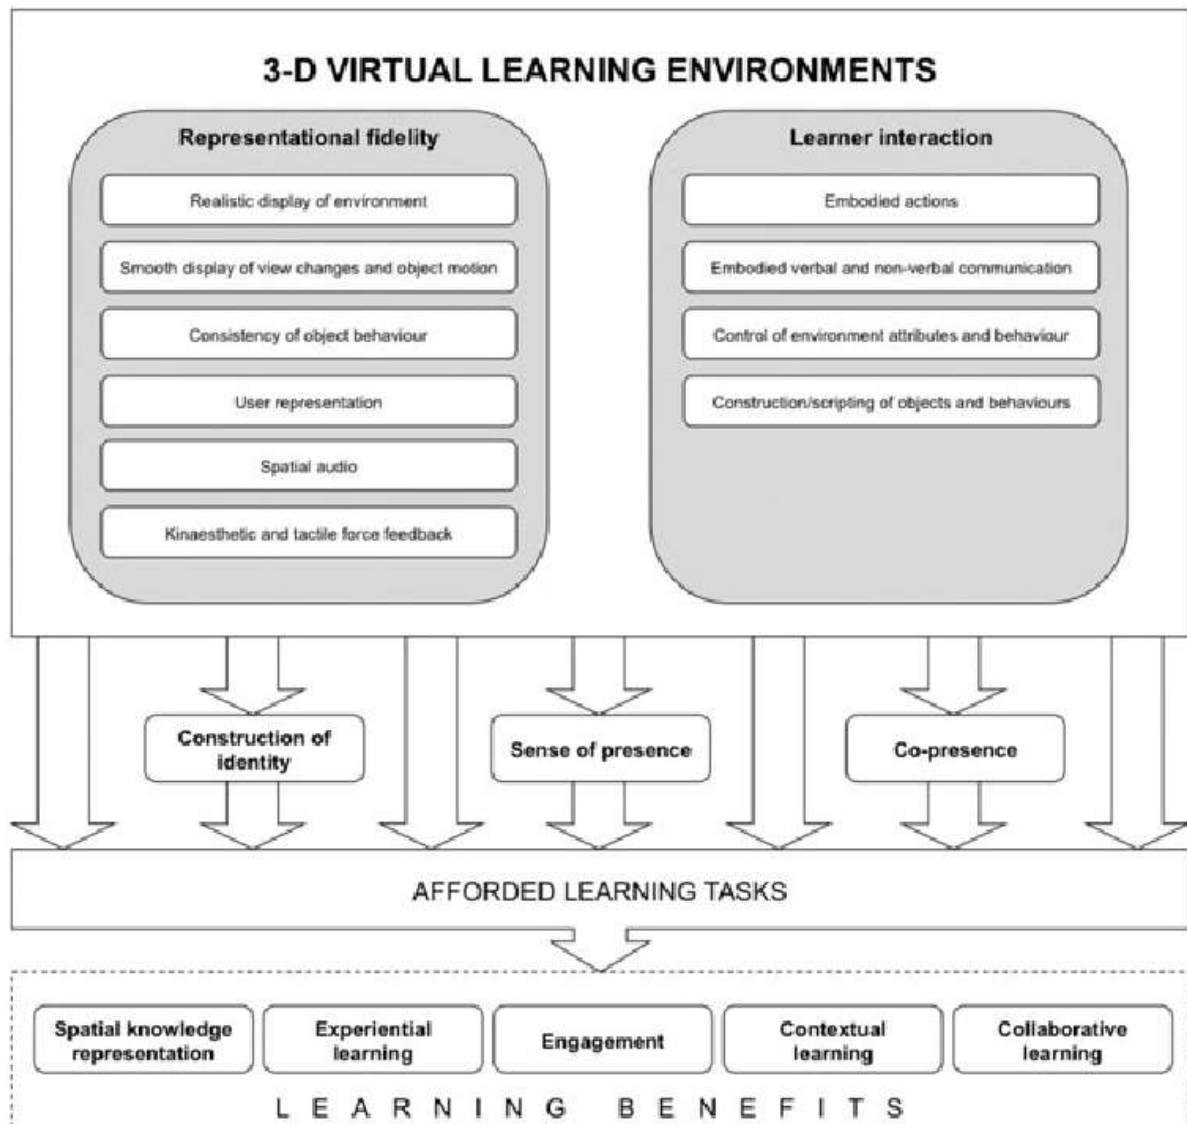 3-D VIRTUAL LEARNING ENVIRONMENTS
Representational fidelity
Realistic display of environment
Smooth display of view changes and object motion
Consistency of object behaviour
User representation
Spatial audio
Kinaesthetic and tactile force feedback
Learner interaction
Embodied actions
Embodied verbal and non-verbal communication
Control of environment attributes and behaviour
Construction/scripting of objects and behaviours
Construction of
identity
Sense of presence
Co-presence
AFFORDED LEARNING TASKS
Spatial knowledge
representation
Experiential
learning
Engagement
Contextual
learning
Collaborative
learning
LEARNING BENEFITS